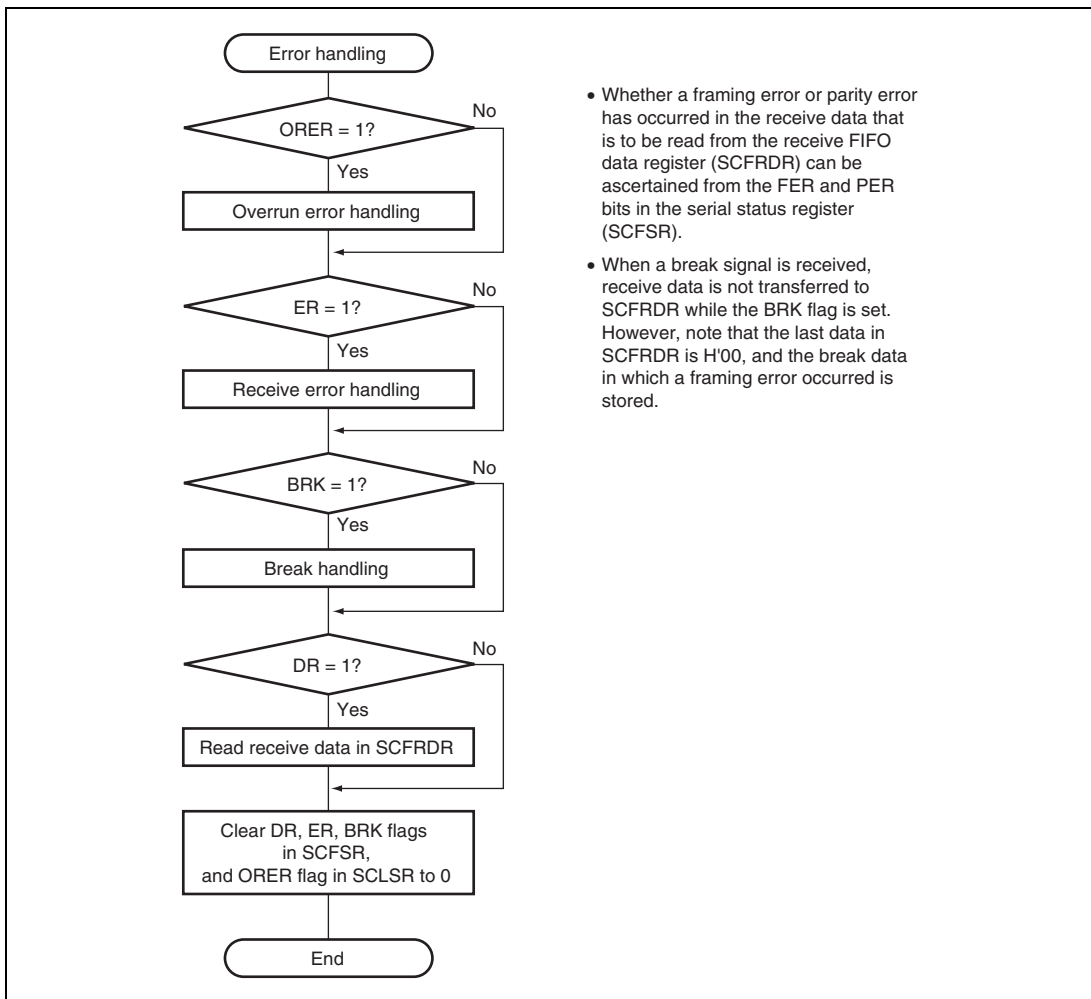 Error handling
No
ORER = 1?
Yes
Overrun error handling
No
ER = 1?
Yes
Receive error handling
No
BRK = 1?
Yes
Break handling
No
DR = 1?
Yes
Read receive data in SCFRDR
Clear DR, ER, BRK flags
in SCFSR,
and ORER flag in SCLSR to 0
End
• Whether a framing error or parity error
has occurred in the receive data that
is to be read from the receive FIFO
data register (SCFRDR) can be
ascertained from the FER and PER
bits in the serial status register
(SCFSR).
• When a break signal is received,
receive data is not transferred to
SCFRDR while the BRK flag is set.
However, note that the last data in
SCFRDR is H'00, and the break data
in which a framing error occurred is
stored.